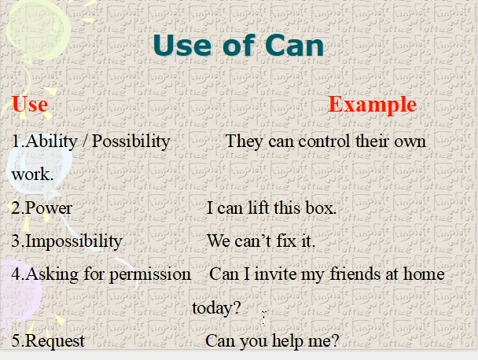 Use of Can
Use Example
1.Ability / Possibility They can control their own
work.
2.Power I can lift this box.
3.Impossibility We can't fix it.
4.Asking for permission Can I invite my friends at home
today?
5.Request Can you help me?